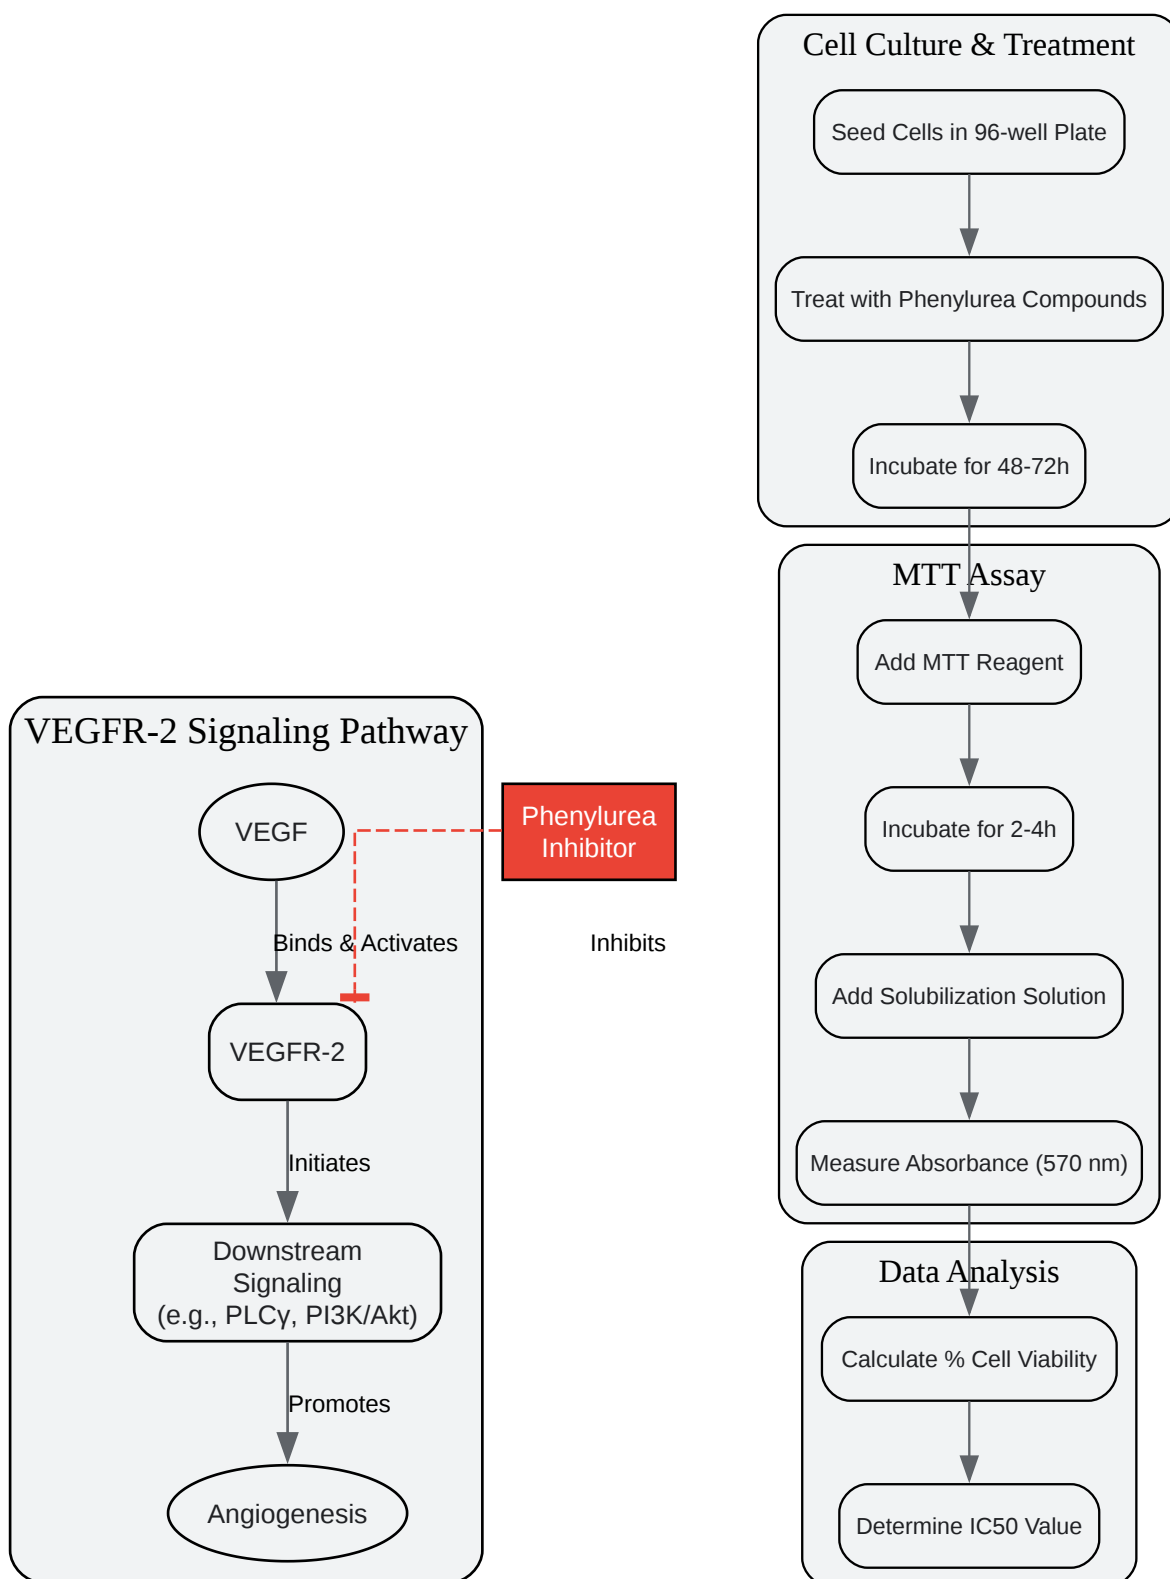 VEGFR-2 Signaling Pathway
VEGF
Phenylurea
Inhibitor
Binds & Activates
Inhibits
VEGFR-2
Initiates
Downstream
Signaling
(e.g., PLCγ, PI3K/Akt)
Promotes
Angiogenesis
Cell Culture & Treatment
Seed Cells in 96-well Plate
Treat with Phenylurea Compounds
Incubate for 48-72h
MTT Assay
Add MTT Reagent
Incubate for 2-4h
Add Solubilization Solution
Measure Absorbance (570 nm)
Data Analysis
Calculate % Cell Viability
Determine IC50 Value